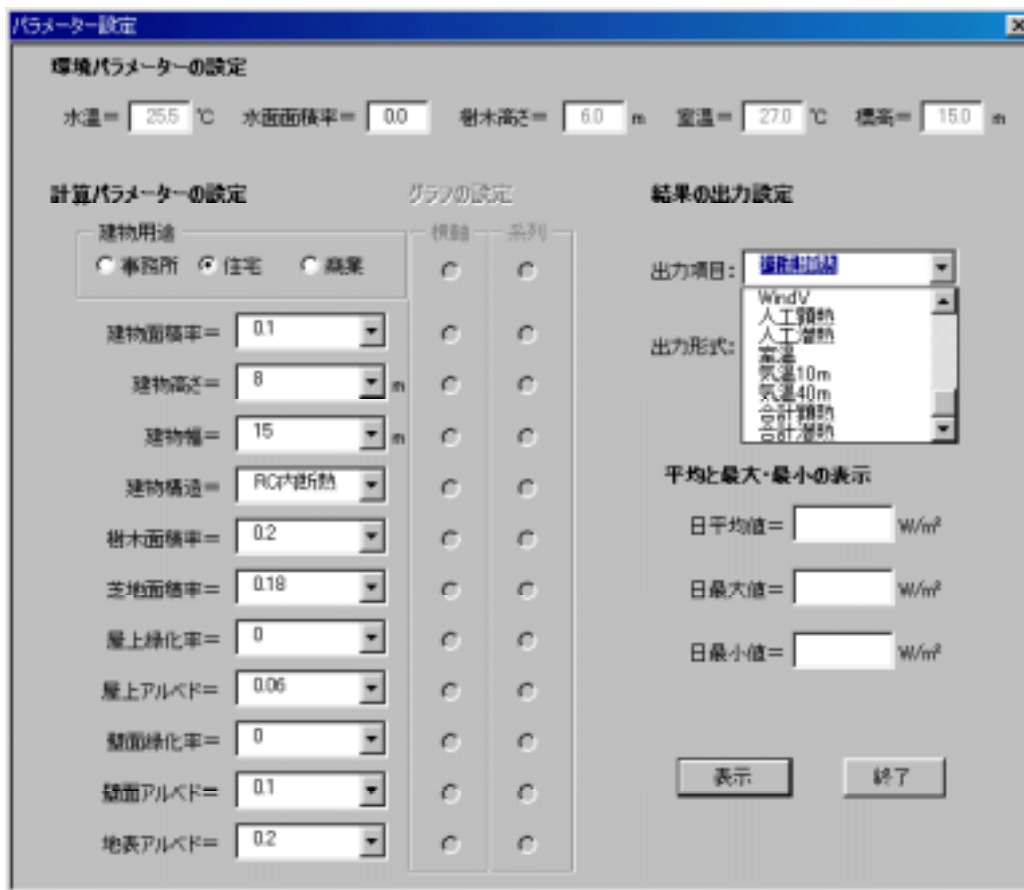 パラメーター設定
環境パラメーターの設定
水温＝ 25.5 ℃ 水面面積率＝ 0.0 樹木高さ＝ 6.0 m 室温＝ 27.0 ℃ 標高＝ 15.0 m
計算パラメーターの設定
グラフの設定
結果の出力設定
建物用途
横軸 系列
事務所 住宅 商業
出力項目:
建物面積率＝ 0.1
出力形式:
WindV
人工顕熱
人工潜熱
室温
気温10m
気温40m
合計顕熱
合計潜熱
建物高さ＝ 8 m
建物幅＝ 15 m
建物構造＝ RC内断熱
樹木面積率＝ 0.2
芝地面積率＝ 0.18
屋上緑化率＝ 0
屋上アルベド＝ 0.06
壁面緑化率＝ 0
壁面アルベド＝ 0.1
地表アルベド＝ 0.2
平均と最大・最小の表示
日平均値＝ W/m²
日最大値＝ W/m²
日最小値＝ W/m²
表示 終了